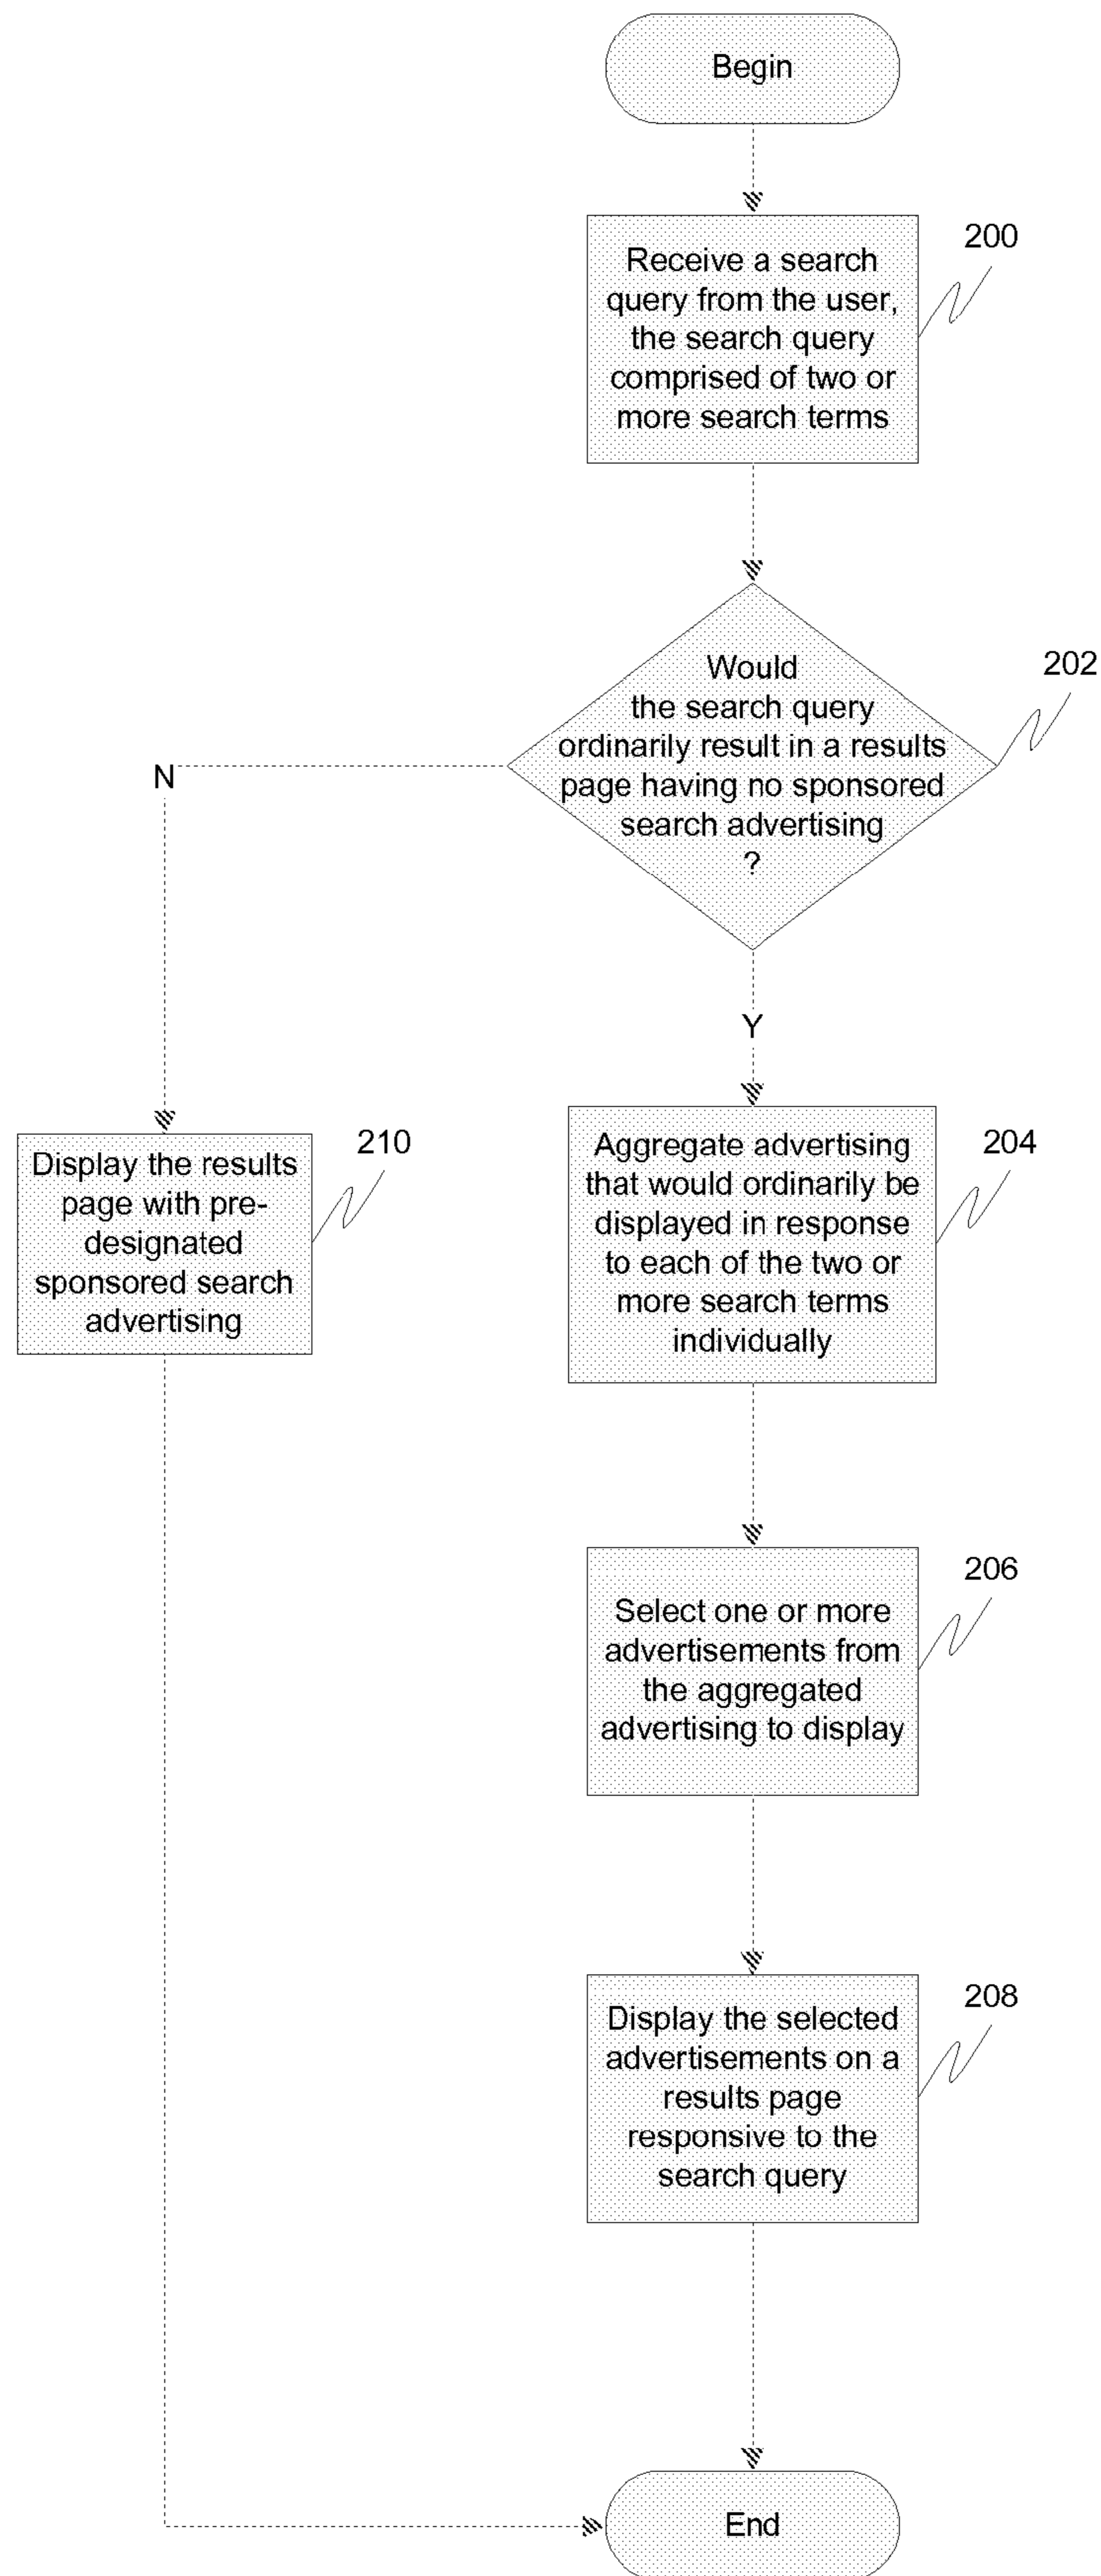 Begin
Receive a search
query from the user,
the search query
comprised of two or
more search terms
200
Would
the search query
ordinarily result in a results
page having no sponsored
search advertising
?
202
N
Y
Display the results
page with pre-
designated
sponsored search
advertising
210
Aggregate advertising
that would ordinarily be
displayed in response
to each of the two or
more search terms
individually
204
Select one or more
advertisements from
the aggregated
advertising to display
206
Display the selected
advertisements on a
results page
responsive to the
search query
208
End